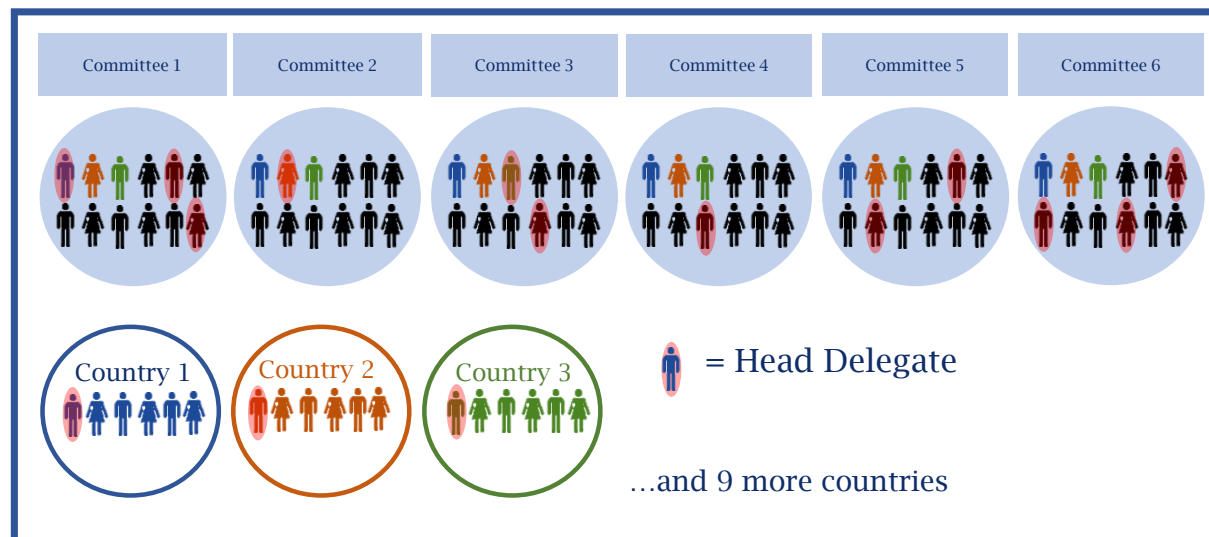 Committee 1
Committee 2
Committee 3
Committee 4
Committee 5
Committee 6
Country 1
Country 2
Country 3
= Head Delegate
...and 9 more countries